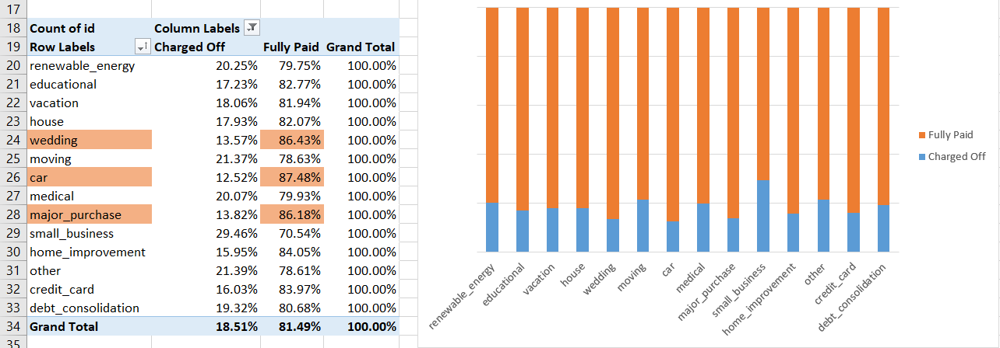 17
18 Count of id Column Labels
19 Row Labels Charged Off Fully Paid Grand Total
20 renewable_energy 20.25% 79.75% 100.00%
21 educational 17.23% 82.77% 100.00%
22 vacation 18.06% 81.94% 100.00%
23 house 17.93% 82.07% 100.00%
24 wedding 13.57% 86.43% 100.00%
25 moving 21.37% 78.63% 100.00%
26 car 12.52% 87.48% 100.00%
27 medical 20.07% 79.93% 100.00%
28 major_purchase 13.82% 86.18% 100.00%
29 small_business 29.46% 70.54% 100.00%
30 home_improvement 15.95% 84.05% 100.00%
31 other 21.39% 78.61% 100.00%
32 credit_card 16.03% 83.97% 100.00%
33 debt_consolidation 19.32% 80.68% 100.00%
34 Grand Total 18.51% 81.49% 100.00%
35
Fully Paid
Charged Off
renewable_energy
educational
vacation
house
wedding
moving
car
medical
major_purchase
small_business
home_improvement
other
credit_card
debt_consolidation